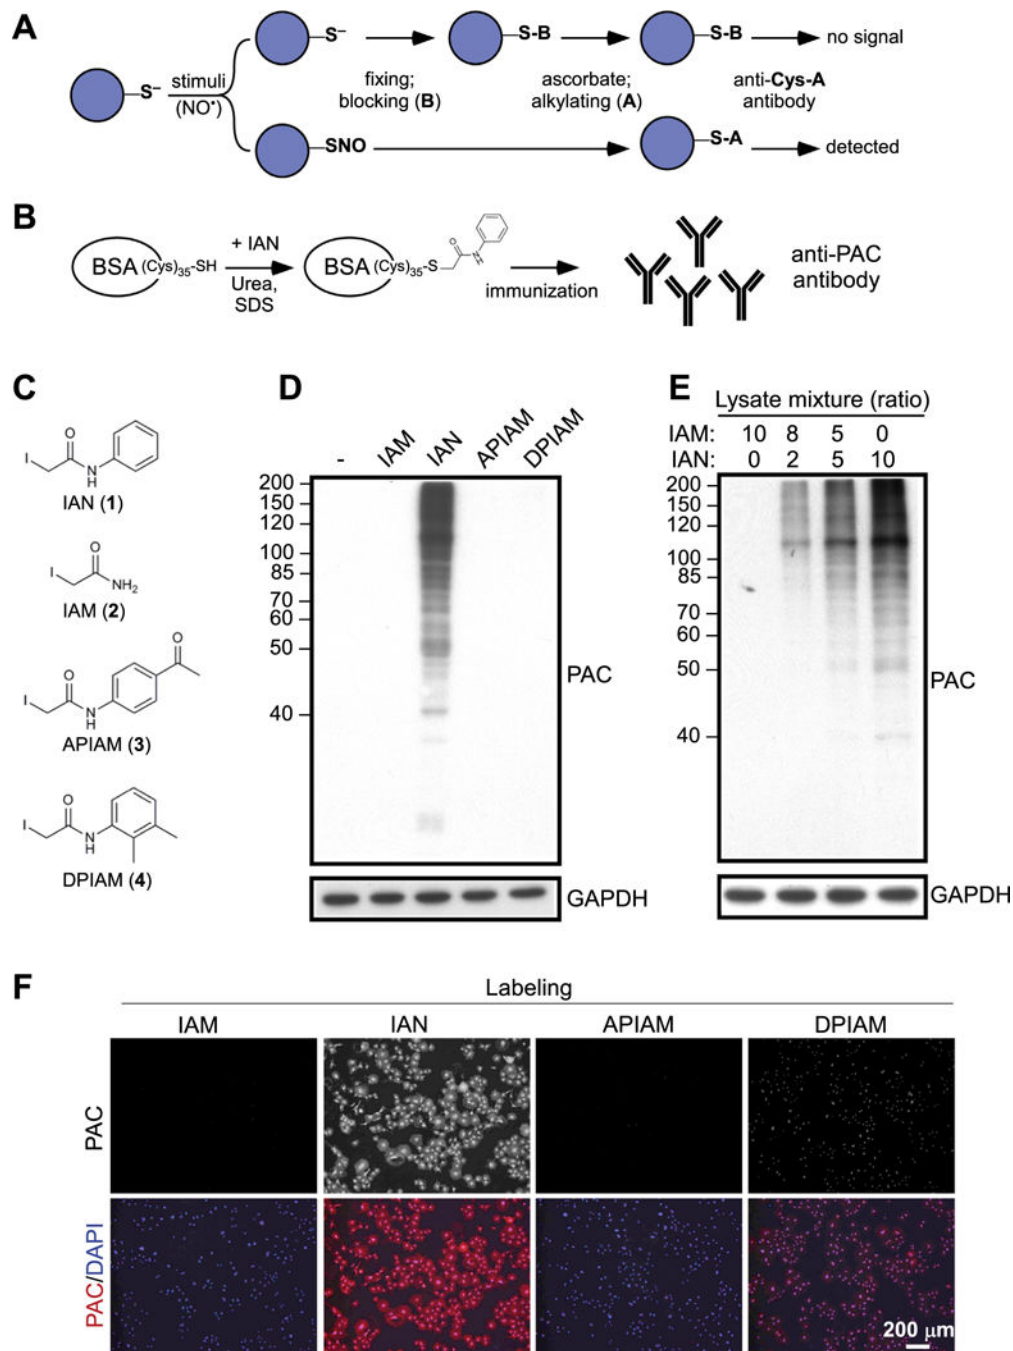 A
S⁻
stimuli
(NO•)
S⁻
fixing;
blocking (B)
S-B
ascorbate;
alkylating (A)
S-B
anti-Cys-A
antibody
no signal
SNO
S-A
detected
B
BSA (Cys)35-SH
+ IAN
Urea,
SDS
BSA (Cys)35-S
O
N
H
immunization
anti-PAC
antibody
C
I
O
N
H
IAN (1)
I
O
NH2
IAM (2)
I
O
N
H
O
APIAM (3)
I
O
N
H
DPIAM (4)
D
- IAM IAN APIAM DPIAM
200
150
120
100
85
70
60
50
40
PAC
GAPDH
E
Lysate mixture (ratio)
IAM: 10 8 5 0
IAN: 0 2 5 10
200
150
120
100
85
70
60
50
40
PAC
GAPDH
F
Labeling
IAM IAN APIAM DPIAM
PAC
PAC/DAPI
200 μm